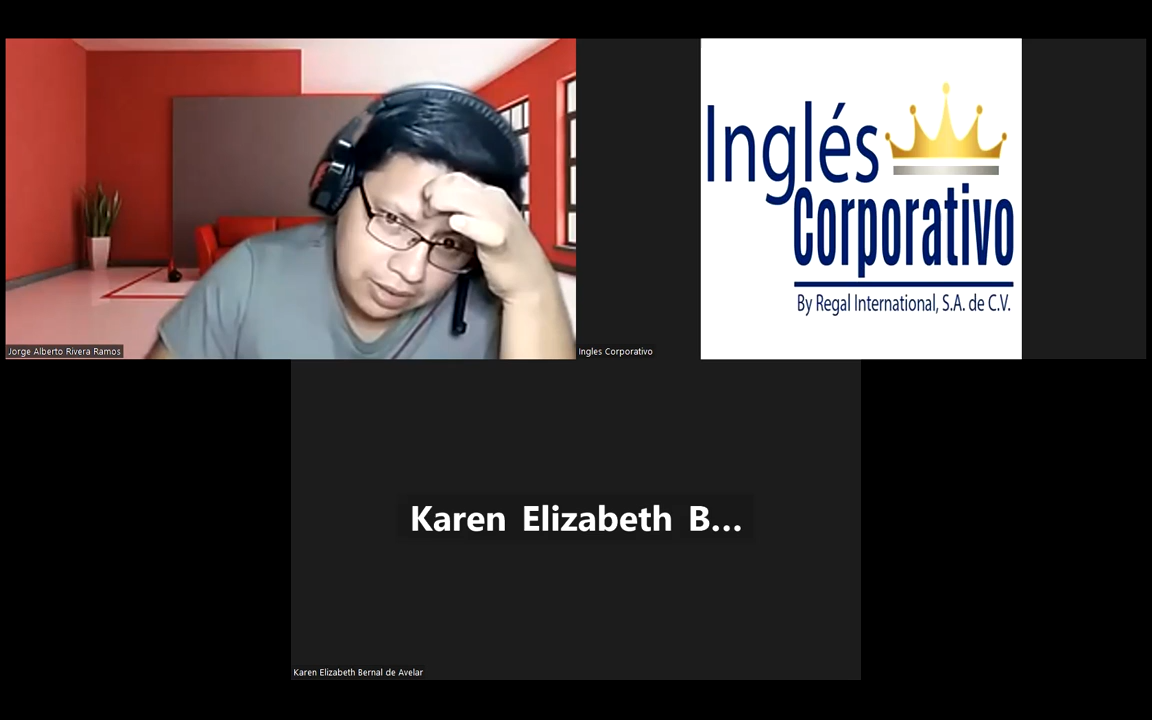 Inglés
Corporativo
By Regal International, S.A. de C.V.
Jorge Alberto Rivera Ramos
Ingles Corporativo
Karen Elizabeth B...
Karen Elizabeth Bernal de Avelar